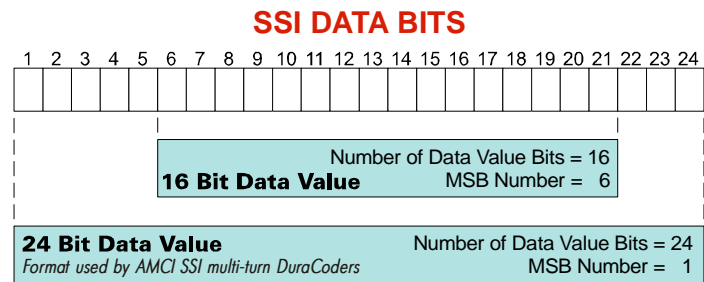 SSI DATA BITS
1 2 3 4 5 6 7 8 9 10 11 12 13 14 15 16 17 18 19 20 21 22 23 24
Number of Data Value Bits = 16
16 Bit Data Value MSB Number = 6
24 Bit Data Value Number of Data Value Bits = 24
Format used by AMCI SSI multi-turn DuraCoders MSB Number = 1